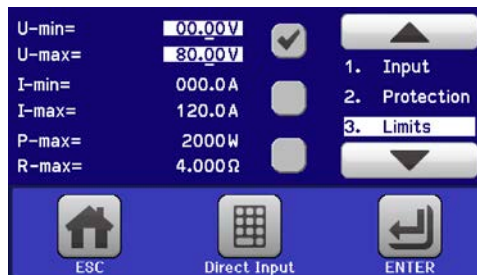 U-min= 00.00V
U-max= 80.00V
I-min= 000.0A
I-max= 120.0A
P-max= 2000W
R-max= 4.000Ω
1. Input
2. Protection
3. Limits
ESC
Direct Input
ENTER